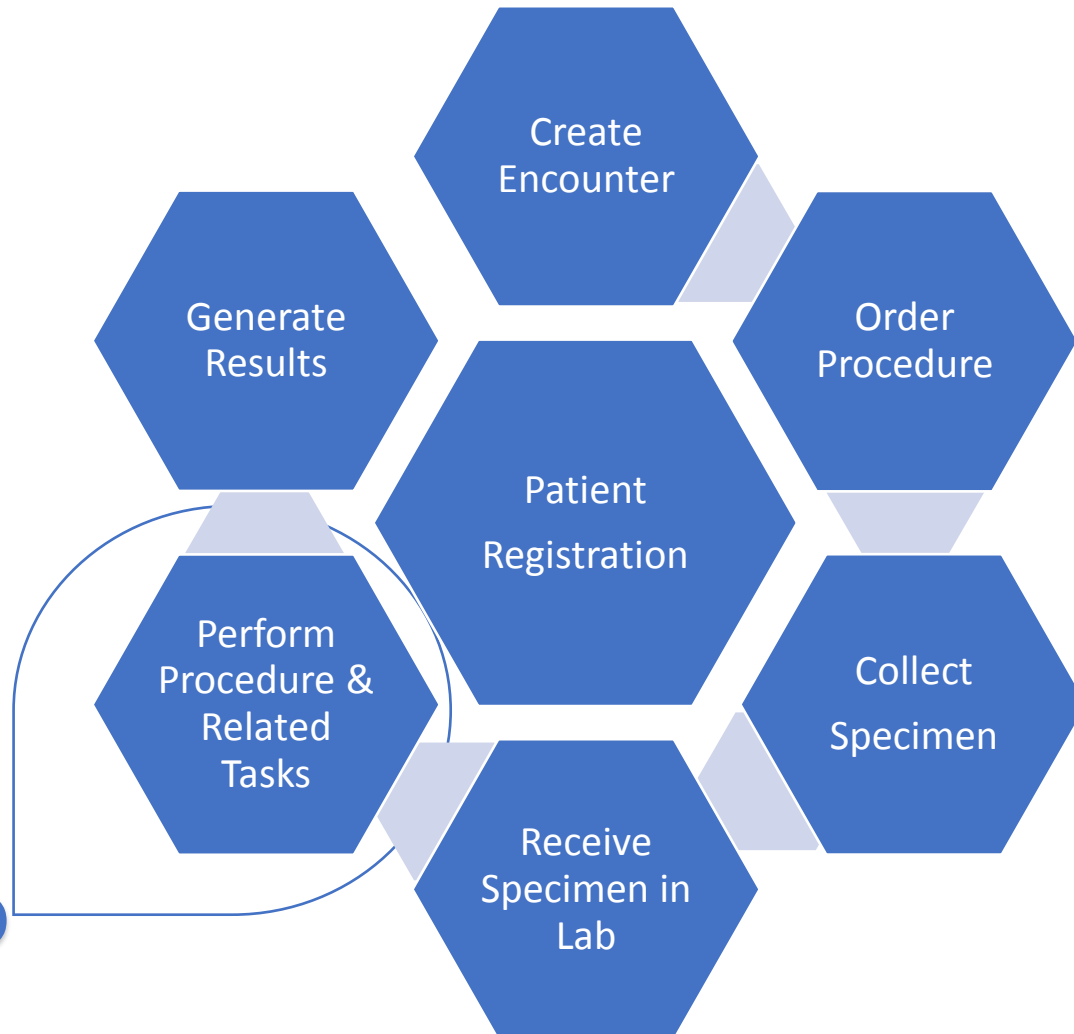 Create
Encounter
Order
Procedure
Collect
Specimen
Receive
Specimen in
Lab
Perform
Procedure &
Related
Tasks
Generate
Results
Patient
Registration